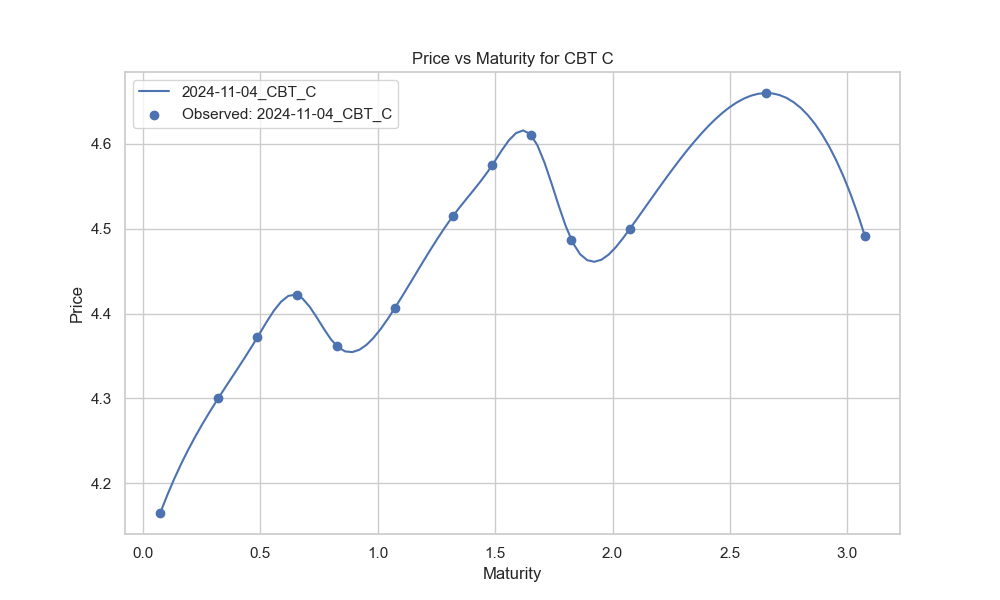 Price vs Maturity for CBT C
2024-11-04_CBT_C
Observed: 2024-11-04_CBT_C
4.6
4.5
4.4
4.3
4.2
Price
0.0 0.5 1.0 1.5 2.0 2.5 3.0
Maturity